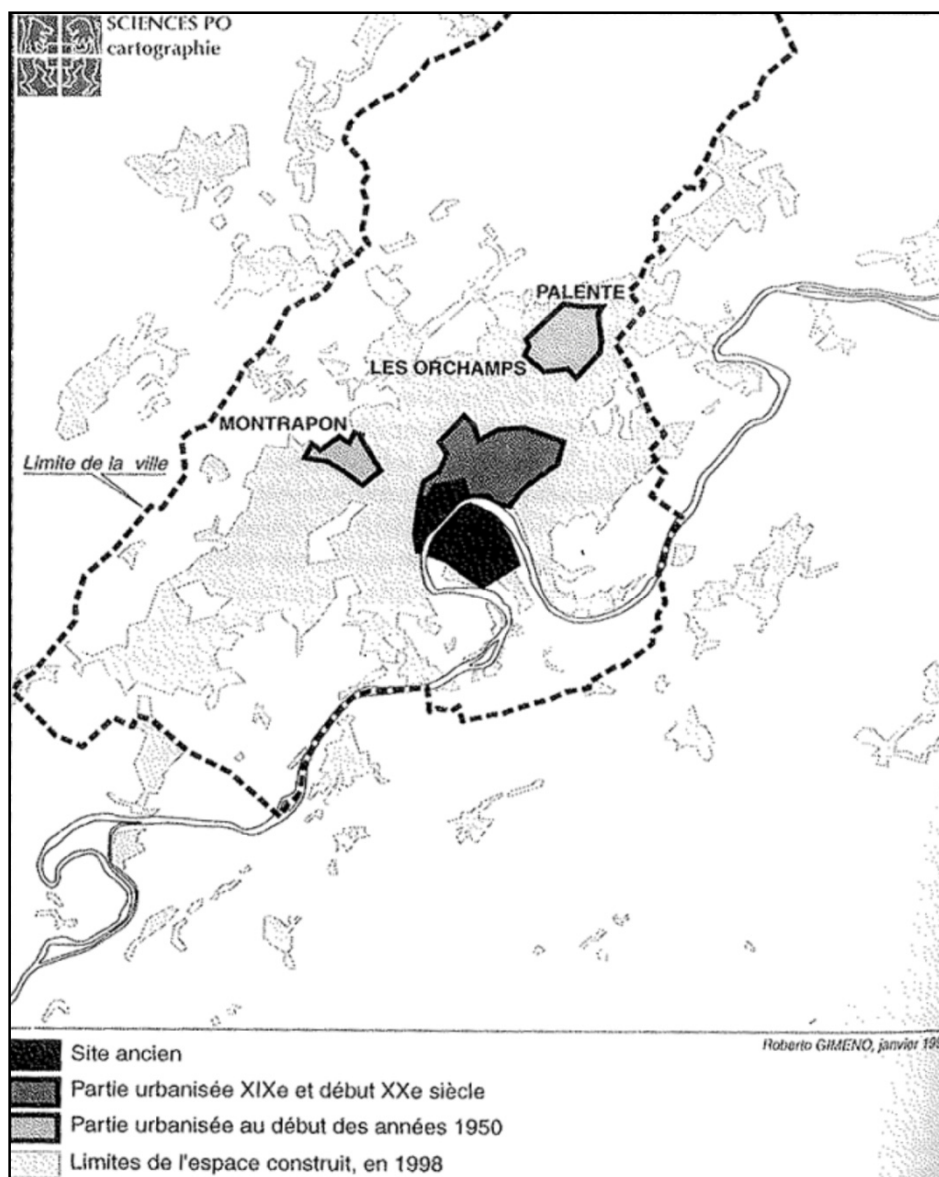 SCIENCES PO
cartographie
PALENTE
LES ORCHAMPS
MONTRAPON
Limite de la ville
Roberto GIMENO, janvier
Site ancien
Partie urbanisée XIXe et début XXe siècle
Partie urbanisée au début des années 1950
Limites de l'espace construit, en 1998